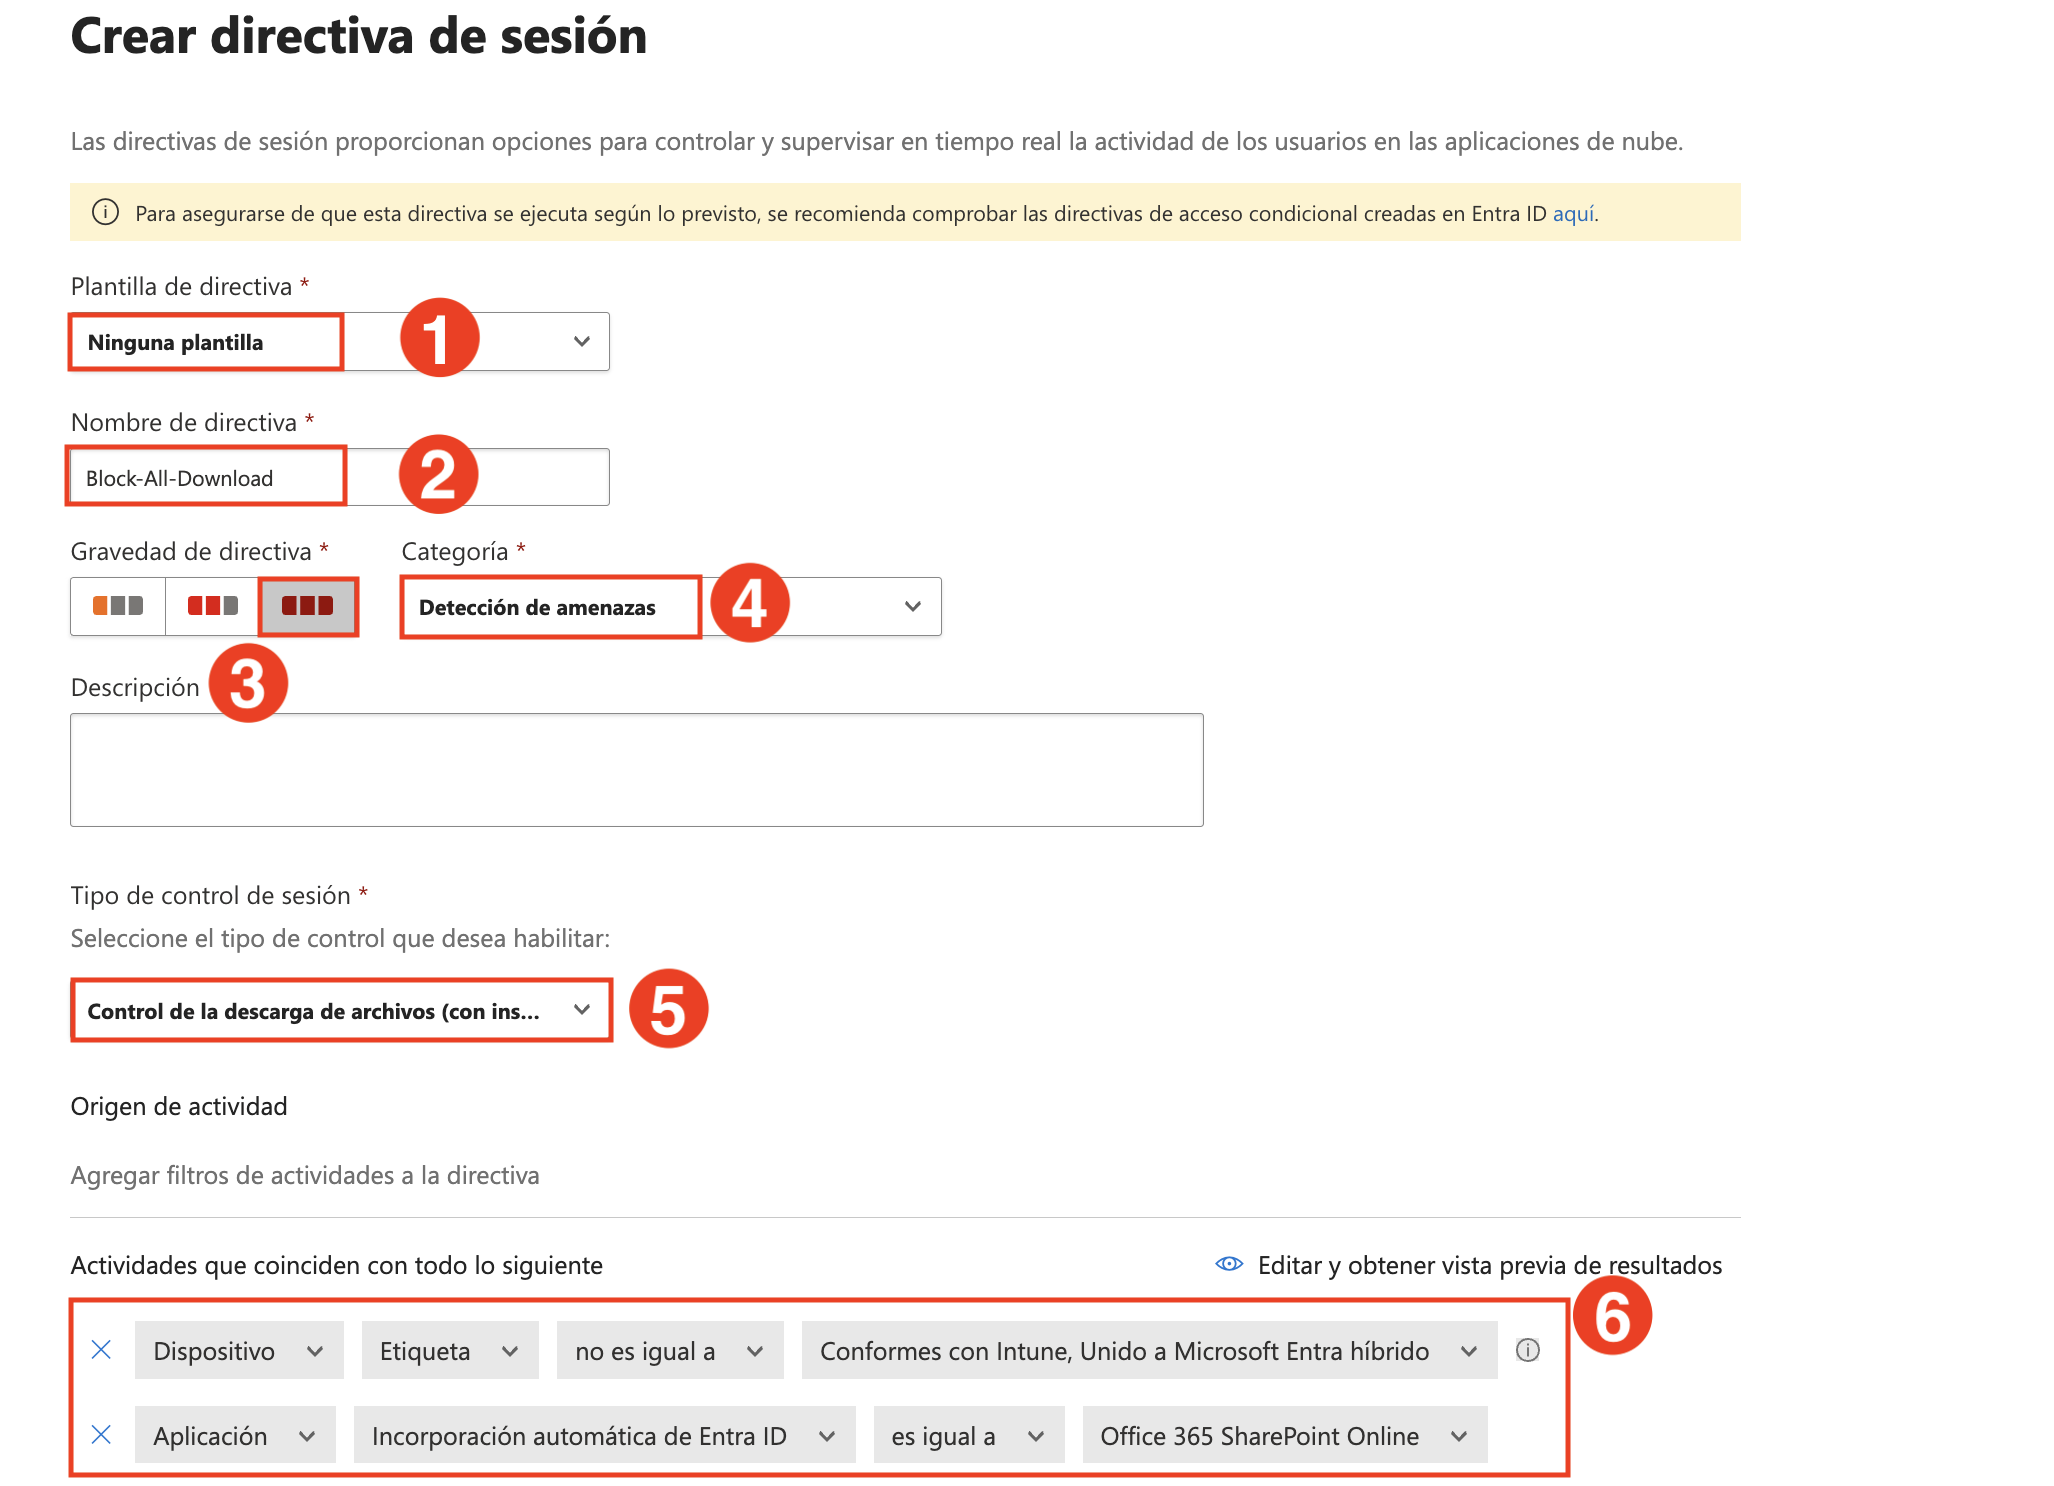 Crear directiva de sesión
Las directivas de sesión proporcionan opciones para controlar y supervisar en tiempo real la actividad de los usuarios en las aplicaciones de nube.
Para asegurarse de que esta directiva se ejecuta según lo previsto, se recomienda comprobar las directivas de acceso condicional creadas en Entra ID aquí.
Plantilla de directiva *
Ninguna plantilla
1
Nombre de directiva *
Block-All-Download
2
Gravedad de directiva *
Categoría *
Detección de amenazas
4
3
Descripción
Tipo de control de sesión *
Seleccione el tipo de control que desea habilitar:
Control de la descarga de archivos (con ins...
5
Origen de actividad
Agregar filtros de actividades a la directiva
Actividades que coinciden con todo lo siguiente
Editar y obtener vista previa de resultados
6
Dispositivo Etiqueta no es igual a Conformes con Intune, Unido a Microsoft Entra híbrido
Aplicación Incorporación automática de Entra ID es igual a Office 365 SharePoint Online